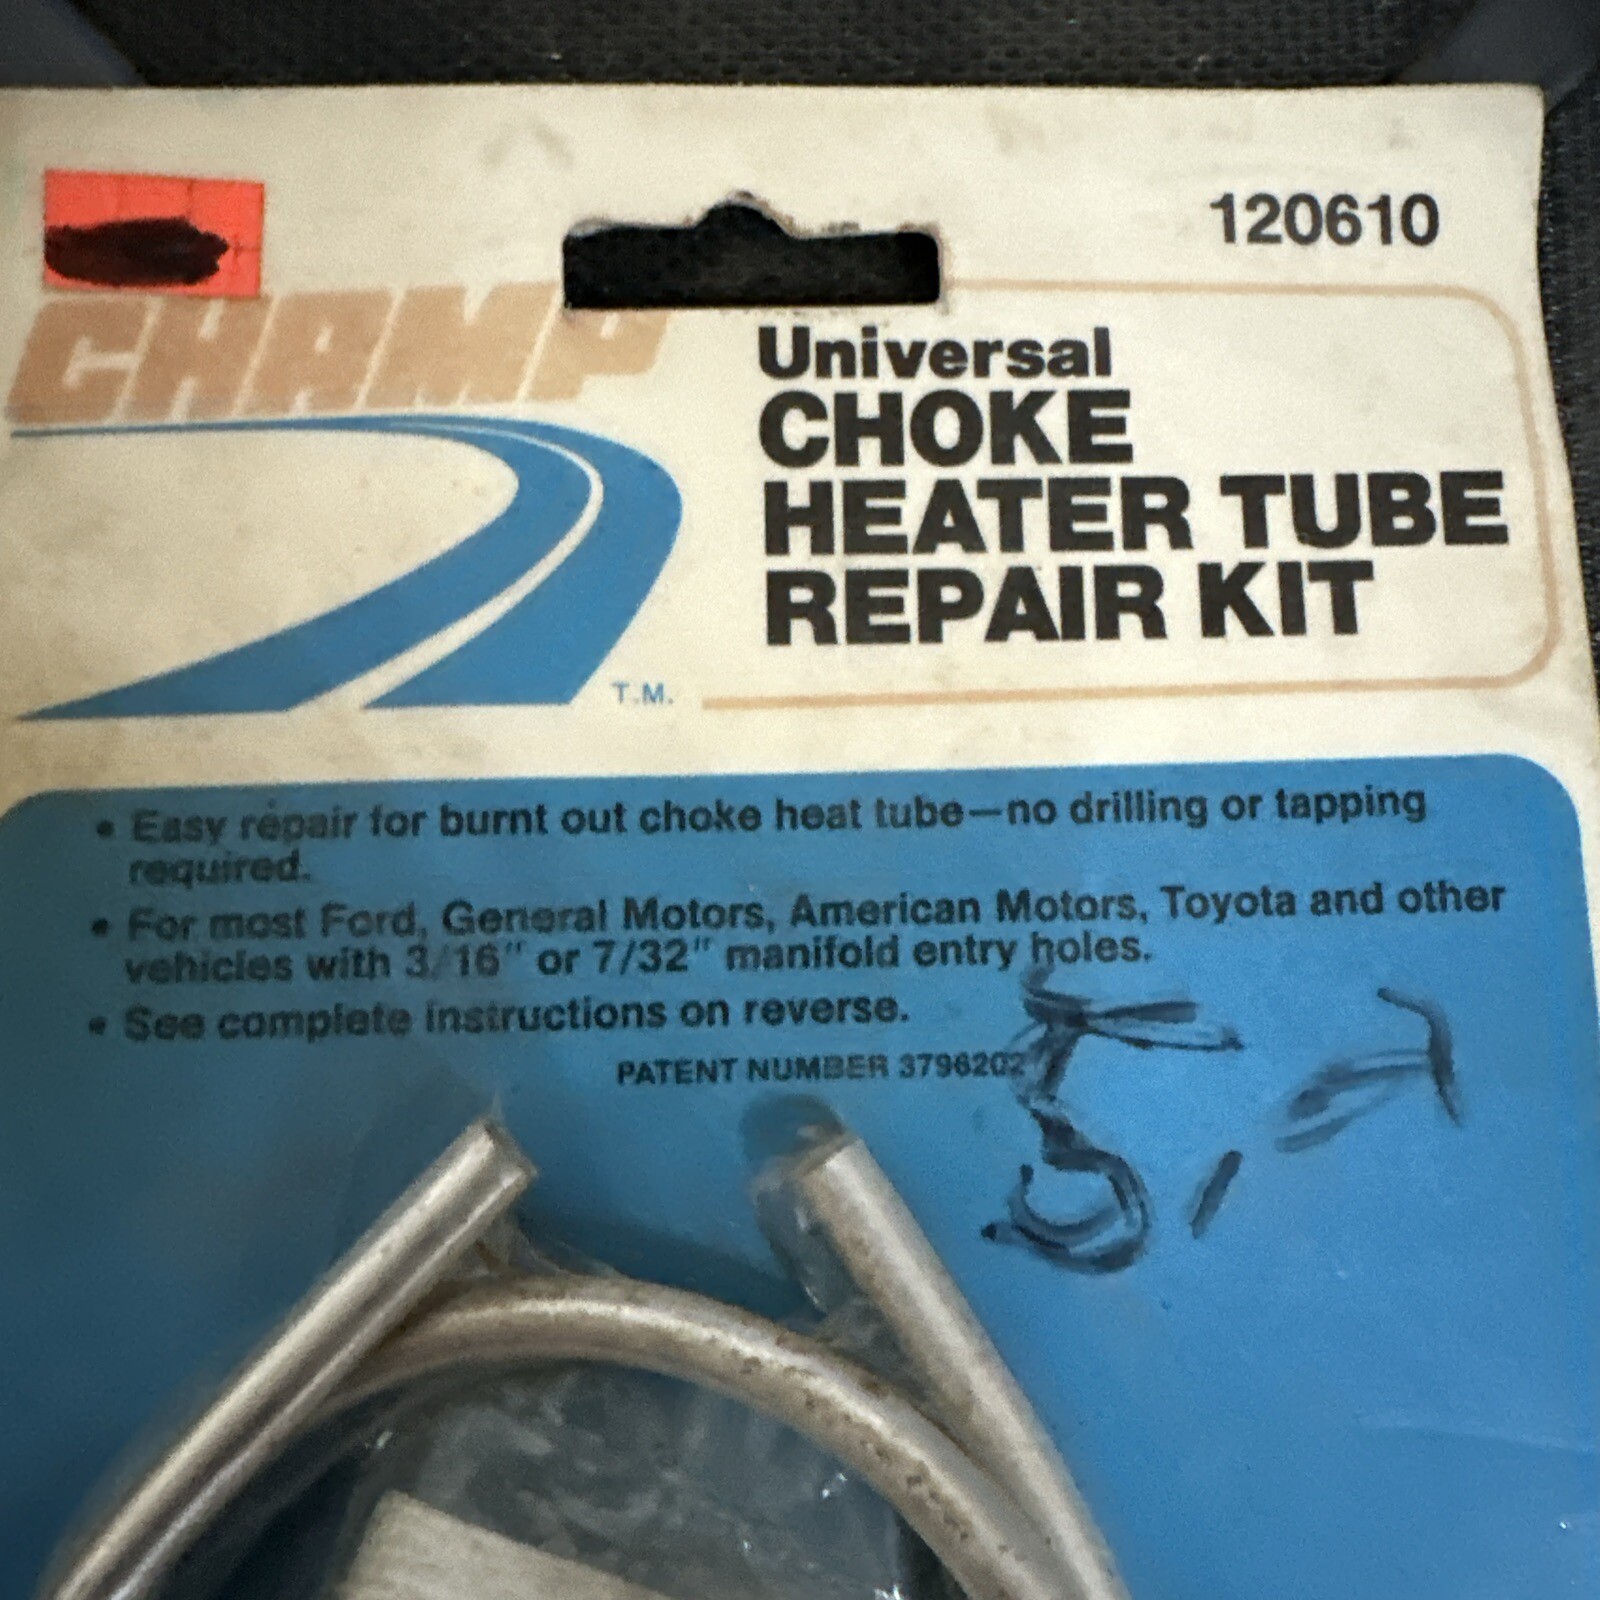 120610
CHAMP
Universal
CHOKE
HEATER TUBE
REPAIR KIT
T.M.
• Easy repair for burnt out choke heat tube—no drilling or tapping
required.
• For most Ford, General Motors, American Motors, Toyota and other
vehicles with 3/16" or 7/32" manifold entry holes.
• See complete instructions on reverse.
PATENT NUMBER 3796202